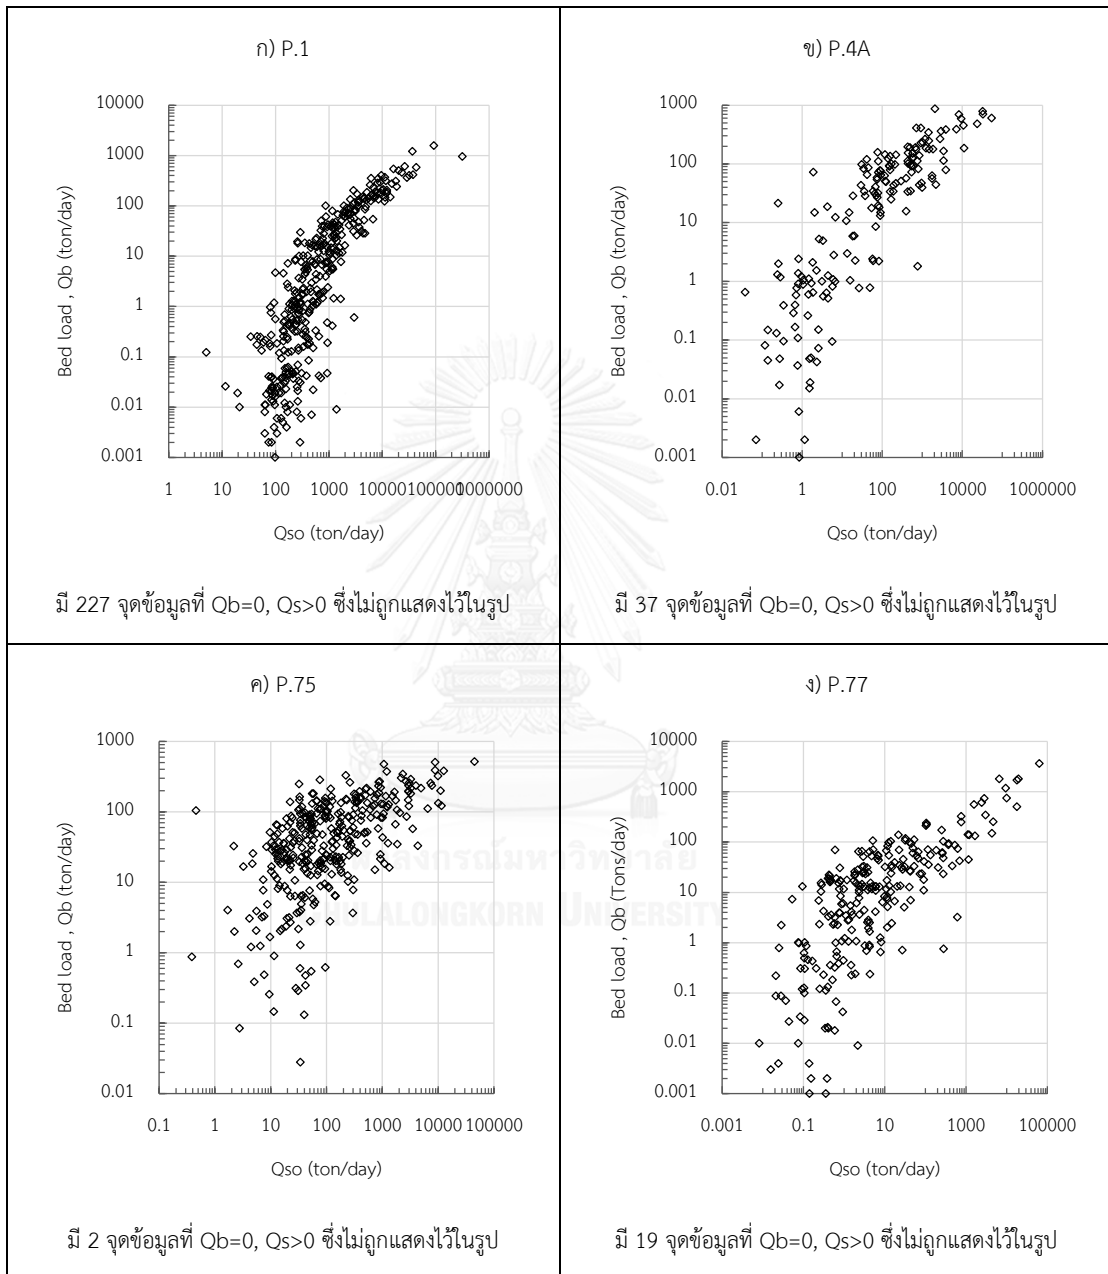 ก) P.1
10000
1000
100
10
1
0.1
0.01
0.001
Bed load , Qb (ton/day)
1 10 100 1000 10000 100000 1000000
Qso (ton/day)
มี 227 จุดข้อมูลที่ Qb=0, Qs>0 ซึ่งไม่ถูกแสดงไว้ในรูป
ข) P.4A
1000
100
10
1
0.1
0.01
0.001
Bed load , Qb (ton/day)
0.01 1 100 10000 1000000
Qso (ton/day)
มี 37 จุดข้อมูลที่ Qb=0, Qs>0 ซึ่งไม่ถูกแสดงไว้ในรูป
ค) P.75
1000
100
10
1
0.1
0.01
Bed load , Qb (ton/day)
0.1 1 10 100 1000 10000 100000
Qso (ton/day)
มี 2 จุดข้อมูลที่ Qb=0, Qs>0 ซึ่งไม่ถูกแสดงไว้ในรูป
ง) P.77
10000
1000
100
10
1
0.1
0.01
0.001
Bed load , Qb (Tons/day)
0.001 0.1 10 1000 100000
Qso (ton/day)
มี 19 จุดข้อมูลที่ Qb=0, Qs>0 ซึ่งไม่ถูกแสดงไว้ในรูป